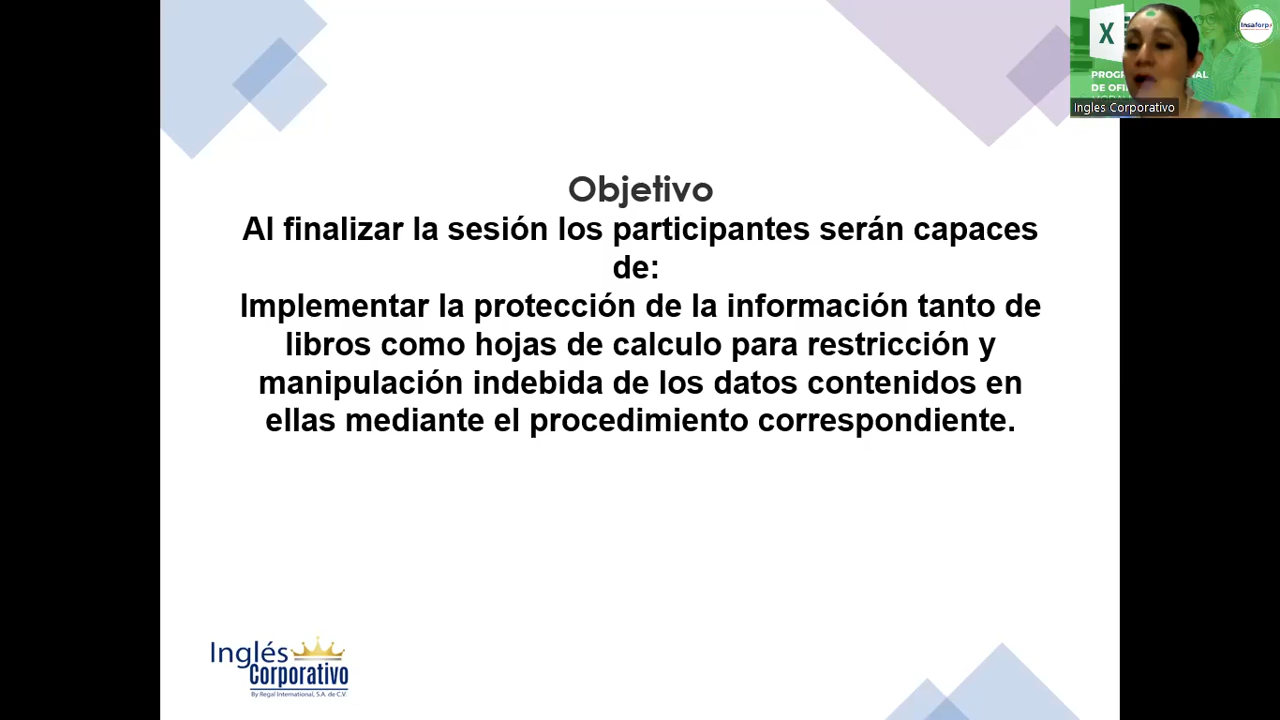 Objetivo
Al finalizar la sesión los participantes serán capaces
de:
Implementar la protección de la información tanto de
libros como hojas de calculo para restricción y
manipulación indebida de los datos contenidos en
ellas mediante el procedimiento correspondiente.
Inglés
Corporativo
By Regal International, S.A. de C.V.
X
Insaforp
DE
Ingles Corporativo